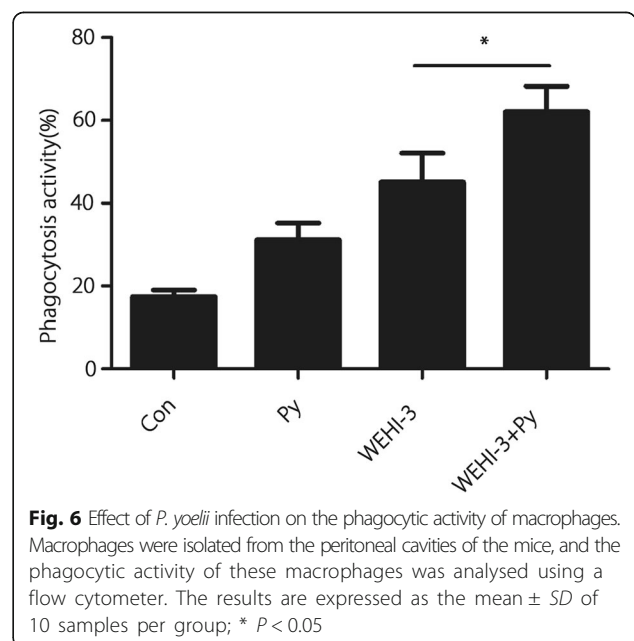 80
*
60
40
20
0
Phagocytosis activity(%)
Con
Py
WEHI-3
WEHI-3+Py
Fig. 6 Effect of P. yoelii infection on the phagocytic activity of macrophages.
Macrophages were isolated from the peritoneal cavities of the mice, and the
phagocytic activity of these macrophages was analysed using a
flow cytometer. The results are expressed as the mean ± SD of
10 samples per group; * P < 0.05